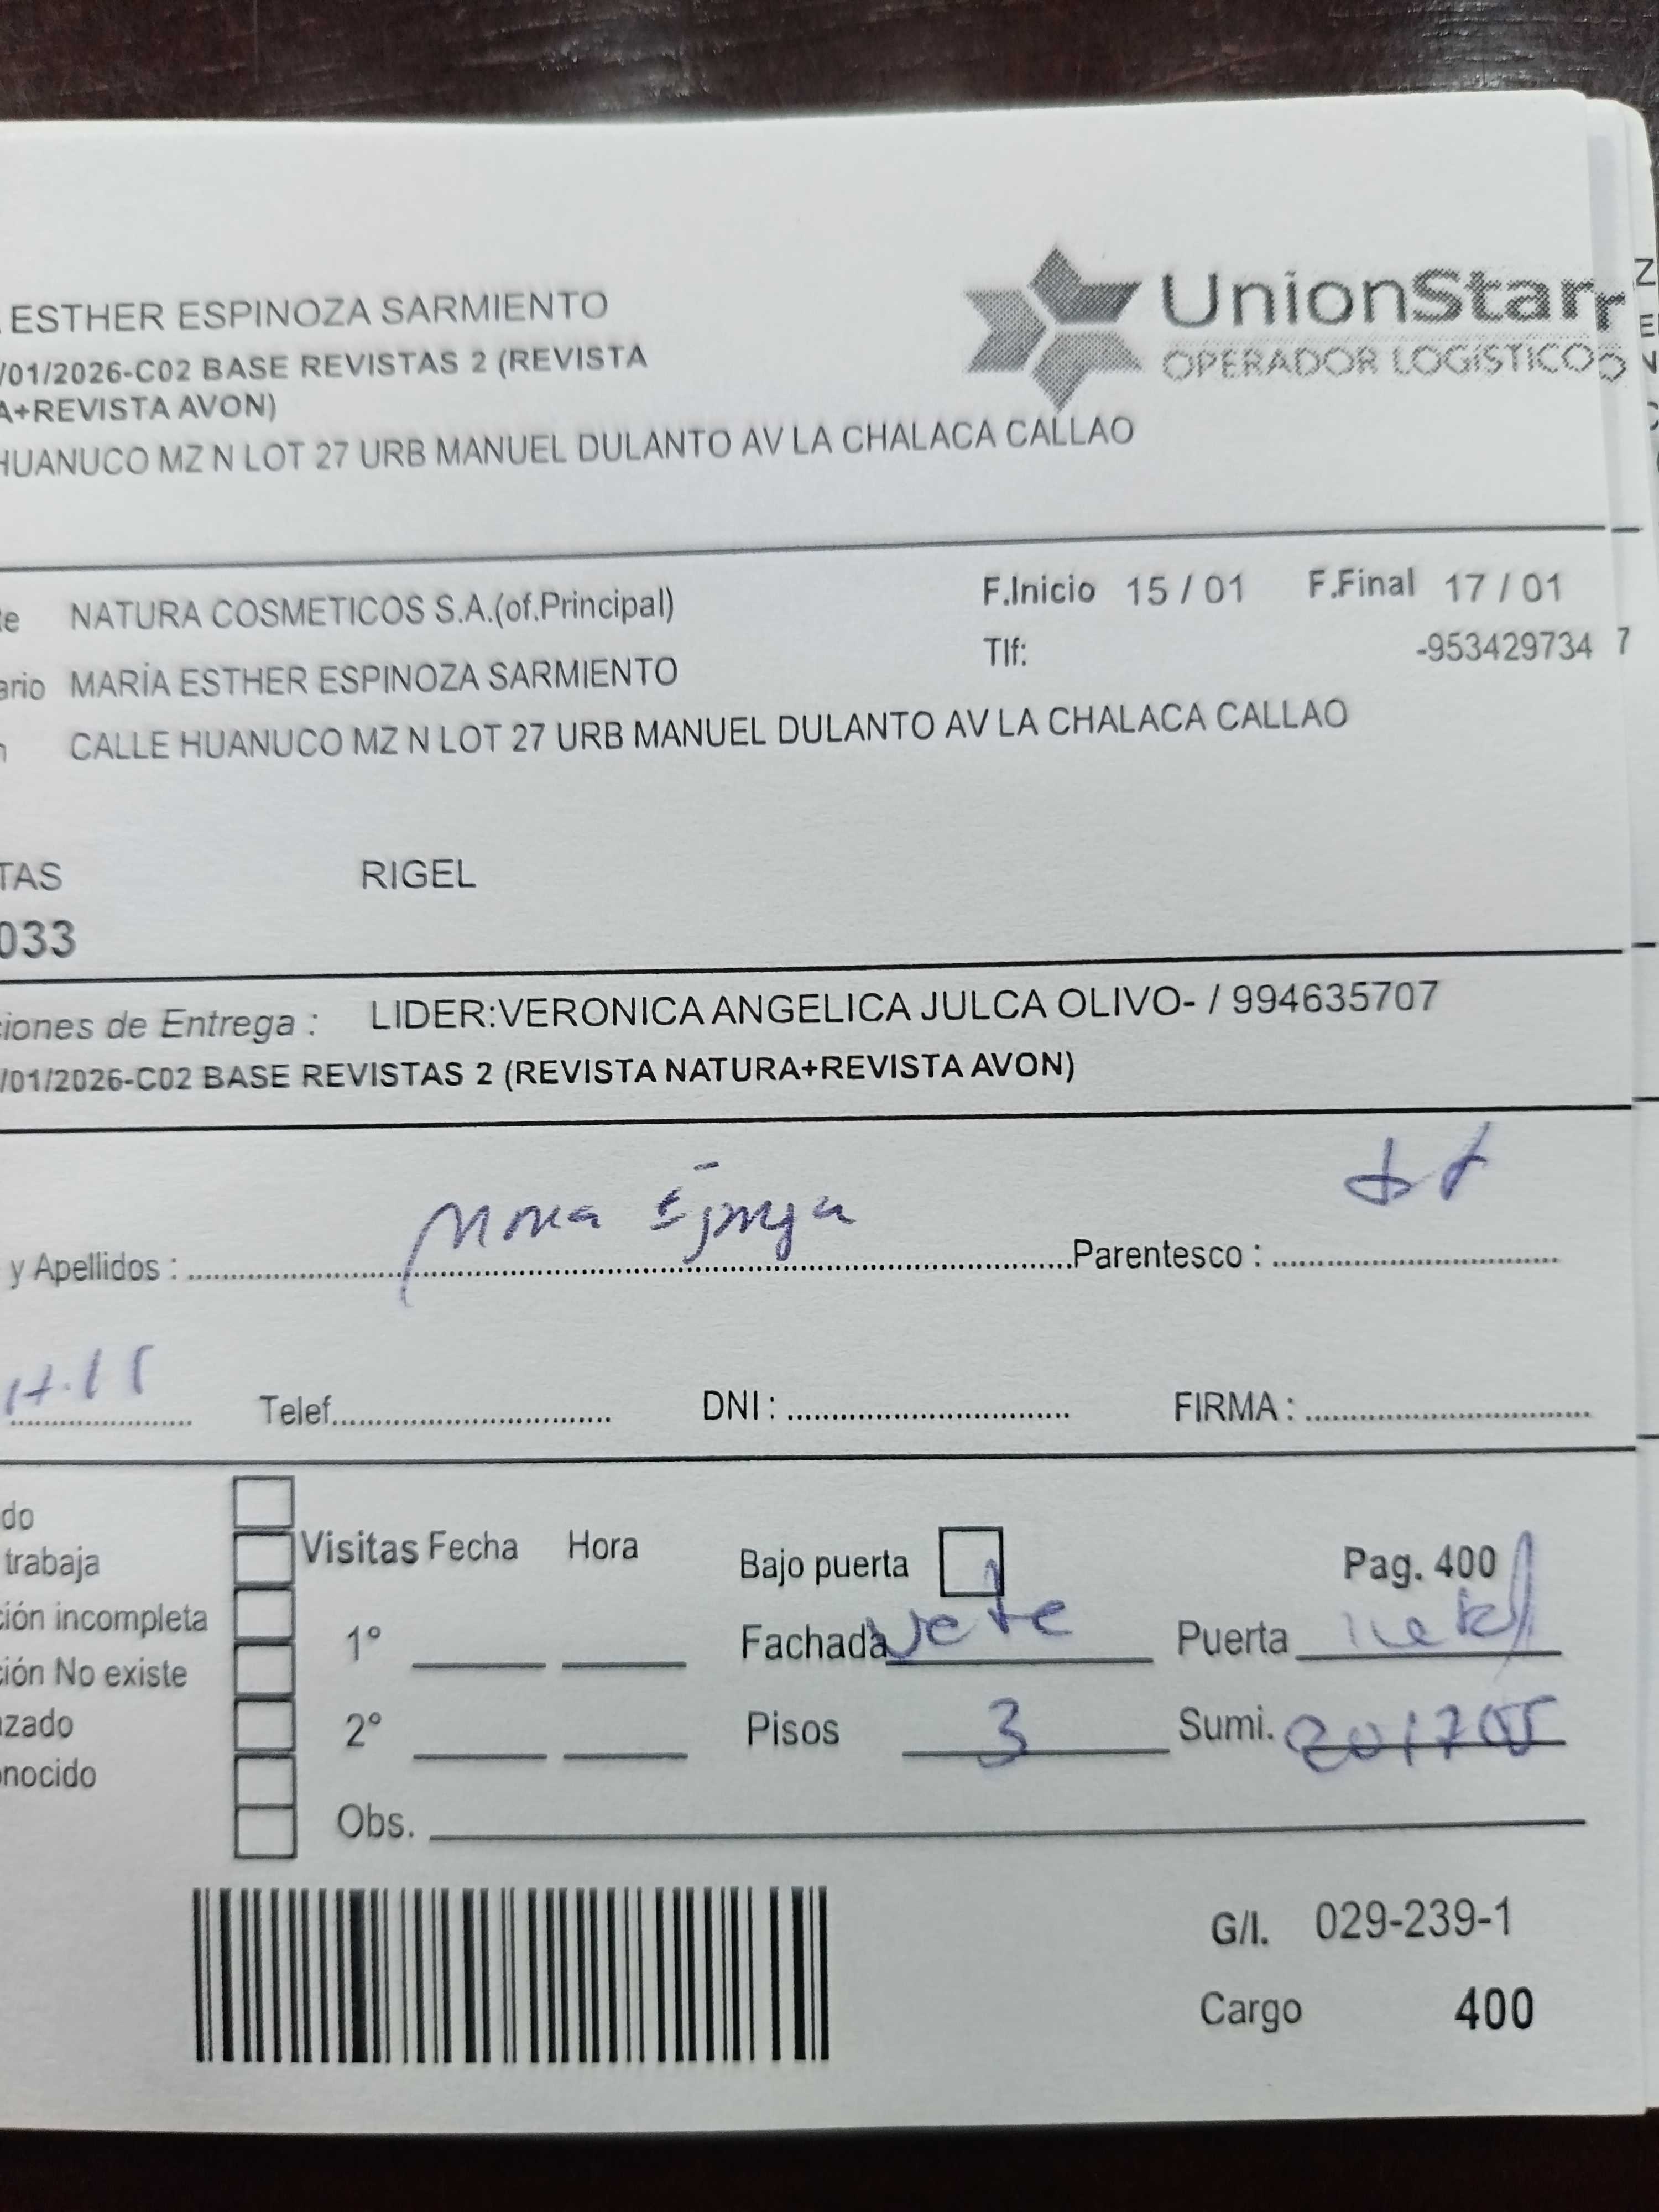 ESTHER ESPINOZA SARMIENTO
UnionStar
OPERADOR LOGÍSTICO
/01/2026-C02 BASE REVISTAS 2 (REVISTA
A+REVISTA AVON)
HUANUCO MZ N LOT 27 URB MANUEL DULANTO AV LA CHALACA CALLAO
NATURA COSMETICOS S.A.(of.Principal)
F.Inicio 15 / 01 F.Final 17 / 01
ario MARÍA ESTHER ESPINOZA SARMIENTO
Tlf: -953429734 7
CALLE HUANUCO MZ N LOT 27 URB MANUEL DULANTO AV LA CHALACA CALLAO
TAS RIGEL
033
ciones de Entrega : LIDER:VERONICA ANGELICA JULCA OLIVO- / 994635707
/01/2026-C02 BASE REVISTAS 2 (REVISTA NATURA+REVISTA AVON)
y Apellidos : Parentesco :
Telef. DNI : FIRMA :
do
trabaja
ción incompleta
ción No existe
azado
onocido
Visitas Fecha Hora
1°
2°
Obs.
Bajo puerta Pag. 400
Fachada Puerta
Pisos 3 Sumi.
G/I. 029-239-1
Cargo 400